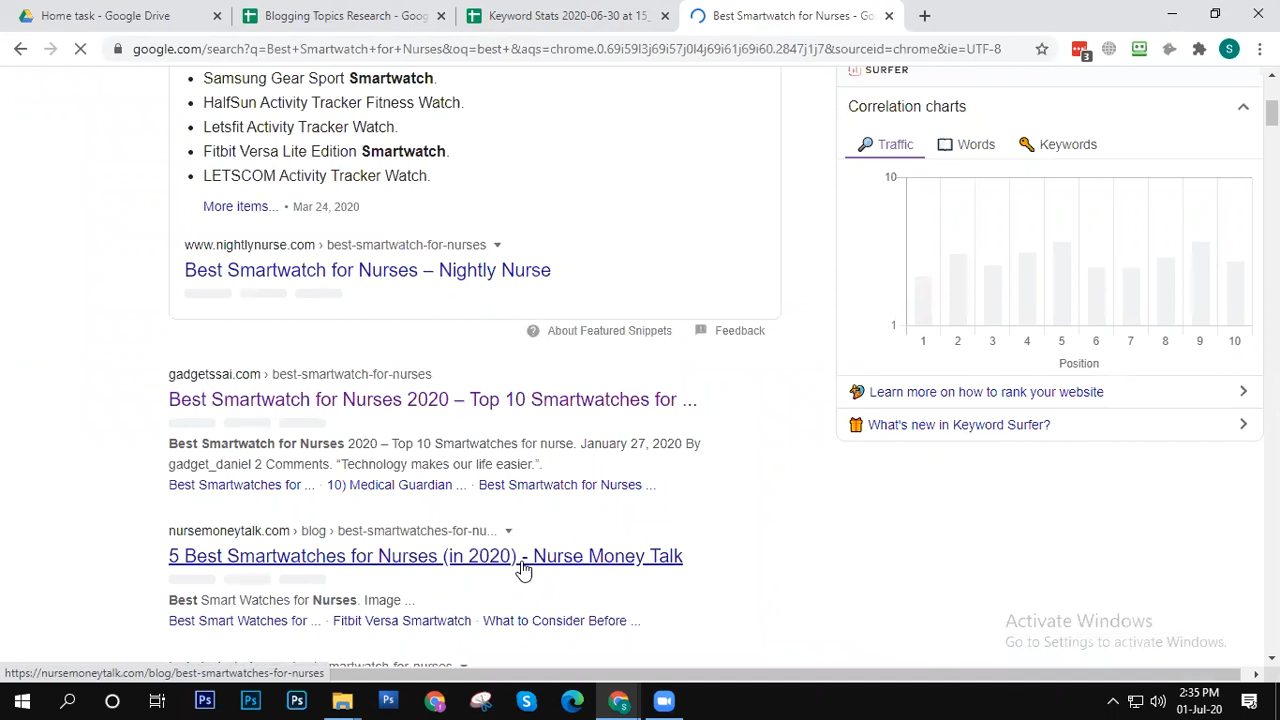 Home task - Google Drive
Blogging Topics Research - Goog
Keyword Stats 2020-06-30 at 15_
Best Smartwatch for Nurses - Go
google.com/search?q=Best+Smartwatch+for+Nurses&oq=best+&aqs=chrome.0.69i59l3j69i57j0l4j69i61j69i60.2847j1j7&sourceid=chrome&ie=UTF-8
3
S
Samsung Gear Sport Smartwatch.
HalfSun Activity Tracker Fitness Watch.
Letsfit Activity Tracker Watch.
Fitbit Versa Lite Edition Smartwatch.
LETSCOM Activity Tracker Watch.
More items... • Mar 24, 2020
www.nightlynurse.com › best-smartwatch-for-nurses
Best Smartwatch for Nurses – Nightly Nurse
About Featured Snippets
Feedback
gadgetssai.com › best-smartwatch-for-nurses
Best Smartwatch for Nurses 2020 – Top 10 Smartwatches for ...
Best Smartwatch for Nurses 2020 – Top 10 Smartwatches for nurse. January 27, 2020 By
gadget_daniel 2 Comments. “Technology makes our life easier.”.
Best Smartwatches for ... · 10) Medical Guardian ... · Best Smartwatch for Nurses ...
nursemoneytalk.com › blog › best-smartwatches-for-nu...
5 Best Smartwatches for Nurses (in 2020) - Nurse Money Talk
Best Smart Watches for Nurses. Image ...
Best Smart Watches for ... · Fitbit Versa Smartwatch · What to Consider Before ...
https://nursemoneytalk.com/blog/best-smartwatches-for-nurses
SURFER
Correlation charts
Traffic
Words
Keywords
10
1
1 2 3 4 5 6 7 8 9 10
Position
Learn more on how to rank your website
What's new in Keyword Surfer?
Activate Windows
Go to Settings to activate Windows.
Ps
Ps
Ps
Ps
2:35 PM
01-Jul-20